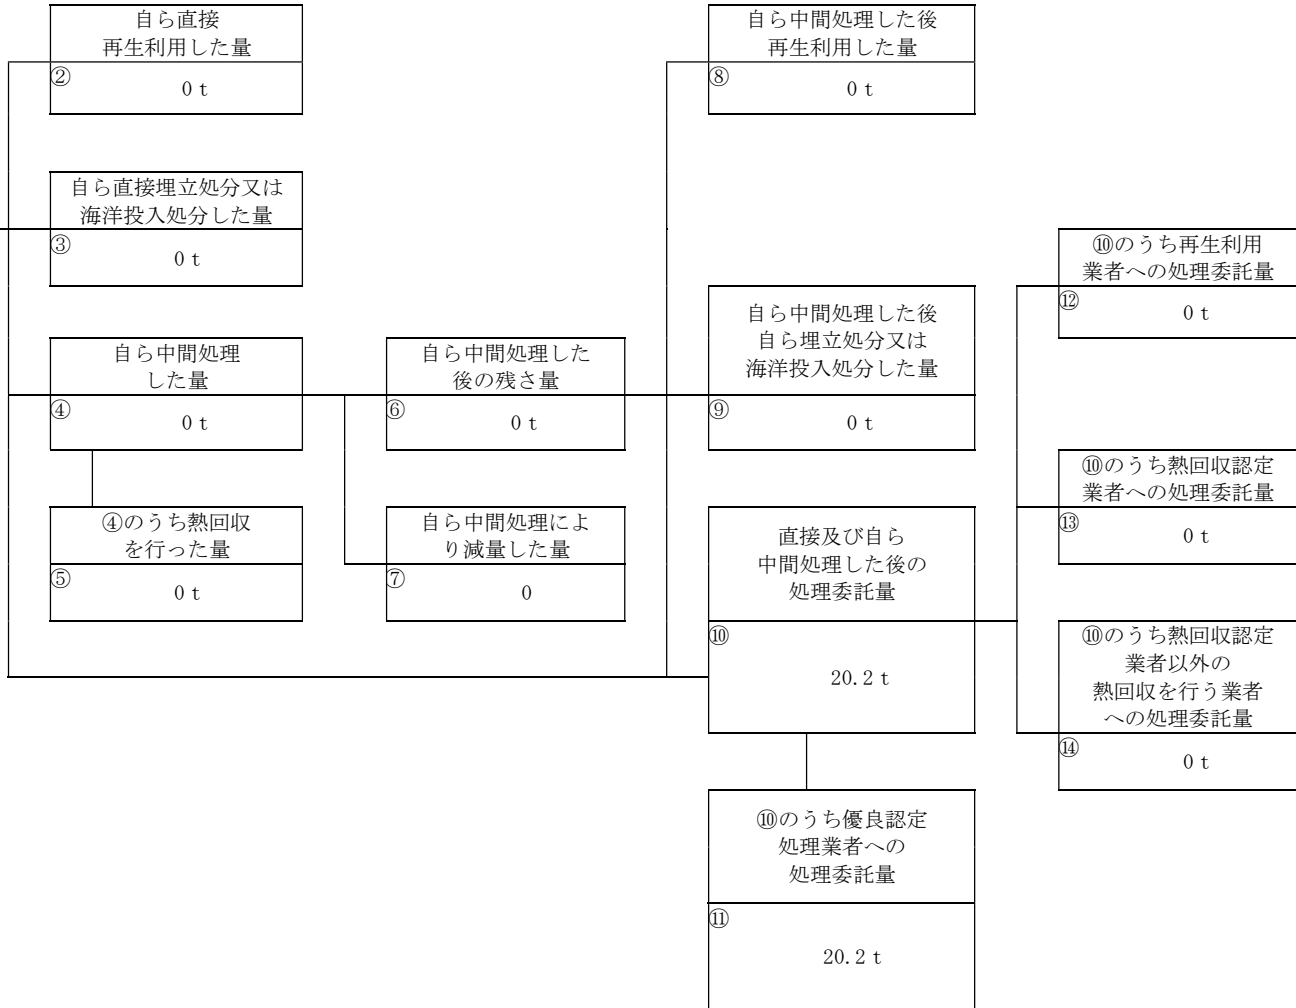 自ら直接
再生利用した量
②
0 t
自ら直接埋立処分又は
海洋投入処分した量
③
0 t
自ら中間処理
した量
④
0 t
④のうち熱回収
を行った量
⑤
0 t
自ら中間処理した
後の残さ量
⑥
0 t
自ら中間処理によ
り減量した量
⑦
0
自ら中間処理した後
再生利用した量
⑧
0 t
自ら中間処理した後
自ら埋立処分又は
海洋投入処分した量
⑨
0 t
直接及び自ら
中間処理した後の
処理委託量
⑩
20.2 t
⑩のうち優良認定
処理業者への
処理委託量
⑪
20.2 t
⑩のうち再生利用
業者への処理委託量
⑫
0 t
⑩のうち熱回収認定
業者への処理委託量
⑬
0 t
⑩のうち熱回収認定
業者以外の
熱回収を行う業者
への処理委託量
⑭
0 t